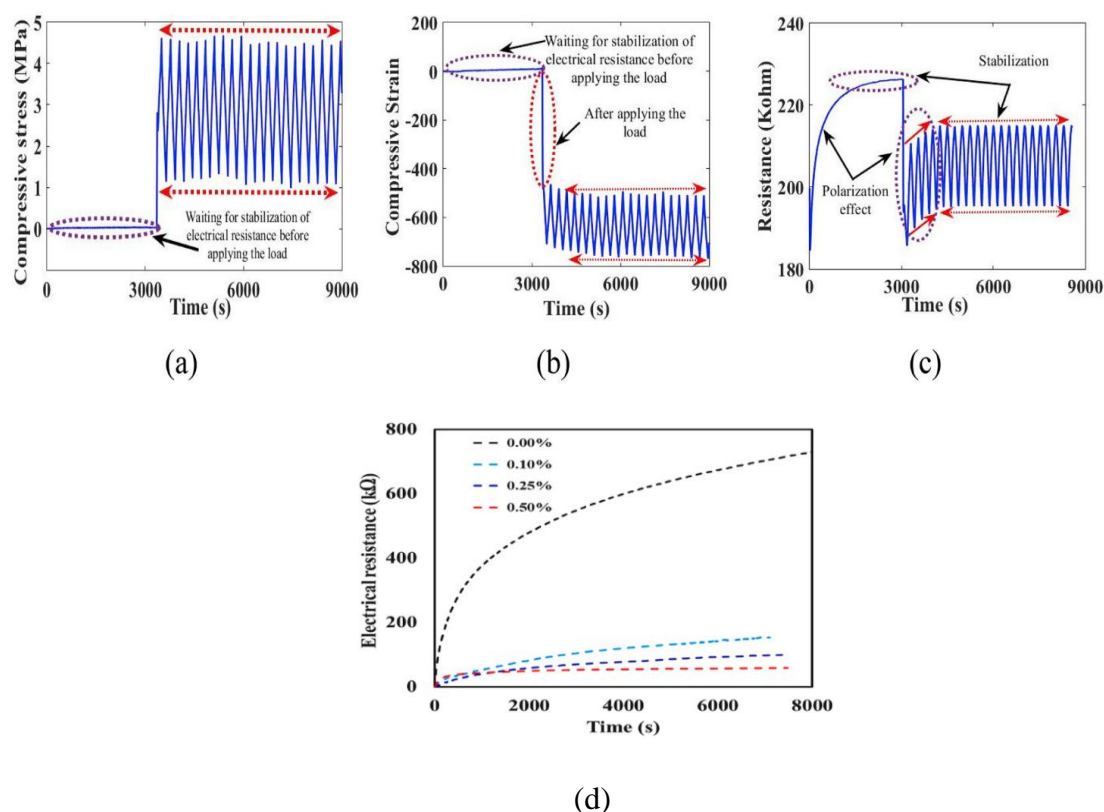 Compressive stress (MPa)
5
4
3
2
1
0
Waiting for stabilization of
electrical resistance before
applying the load
0 3000 6000 9000
Time (s)
(a)
Compressive Strain
200
0
-200
-400
-600
-800
Waiting for stabilization of
electrical resistance before
applying the load
After applying the
load
0 3000 6000 9000
Time (s)
(b)
Resistance (Kohm)
240
220
200
180
Stabilization
Polarization
effect
0 3000 6000 9000
Time (s)
(c)
Electrical resistance (kΩ)
800
600
400
200
0
0.00%
0.10%
0.25%
0.50%
0 2000 4000 6000 8000
Time (s)
(d)